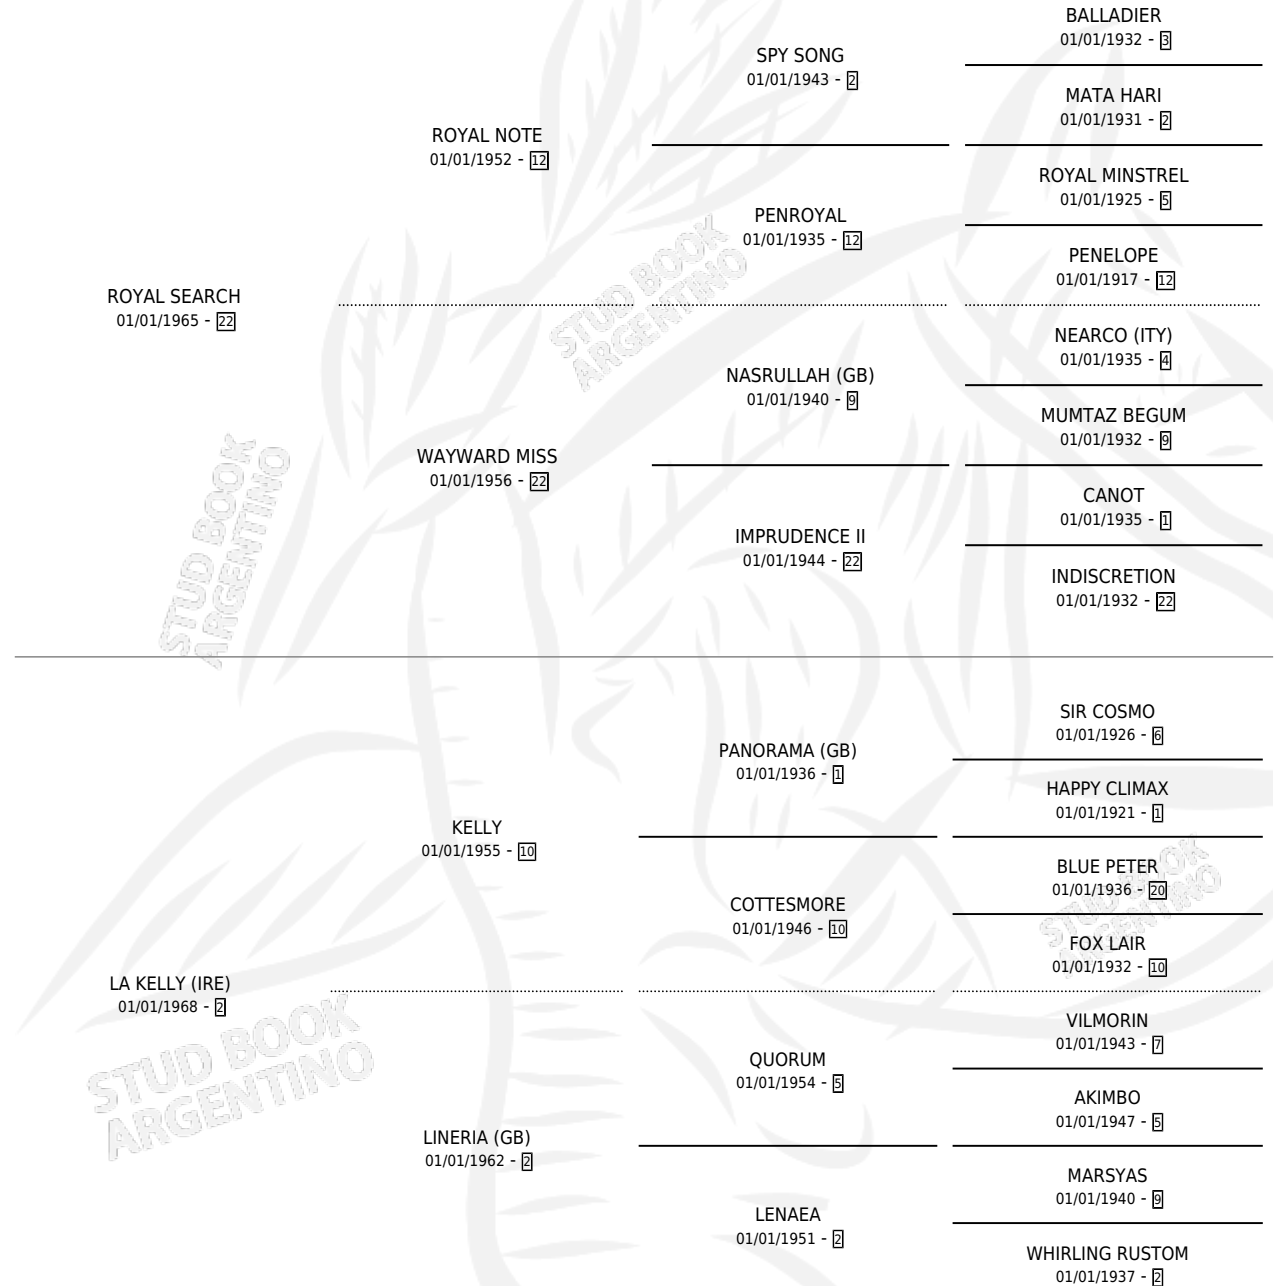 BALLADIER
01/01/1932 - 3
SPY SONG
01/01/1943 - 2
MATA HARI
01/01/1931 - 2
ROYAL NOTE
01/01/1952 - 12
ROYAL MINSTREL
01/01/1925 - 5
PENROYAL
01/01/1935 - 12
PENELOPE
01/01/1917 - 12
ROYAL SEARCH
01/01/1965 - 22
STUD BOOK
ARGENTINO
NEARCO (ITY)
01/01/1935 - 4
NASRULLAH (GB)
01/01/1940 - 9
MUMTAZ BEGUM
01/01/1932 - 9
WAYWARD MISS
01/01/1956 - 22
CANOT
01/01/1935 - 1
IMPRUDENCE II
01/01/1944 - 22
INDISCRETION
01/01/1932 - 22
STUD BOOK
ARGENTINO
SIR COSMO
01/01/1926 - 6
PANORAMA (GB)
01/01/1936 - 1
HAPPY CLIMAX
01/01/1921 - 1
KELLY
01/01/1955 - 10
BLUE PETER
01/01/1936 - 20
COTTESMORE
01/01/1946 - 10
STUD BOOK
ARGENTINO
FOX LAIR
01/01/1932 - 10
LA KELLY (IRE)
01/01/1968 - 2
STUD BOOK
ARGENTINO
VILMORIN
01/01/1943 - 7
QUORUM
01/01/1954 - 5
AKIMBO
01/01/1947 - 5
LINERIA (GB)
01/01/1962 - 2
MARSYAS
01/01/1940 - 9
LENAEA
01/01/1951 - 2
WHIRLING RUSTOM
01/01/1937 - 2